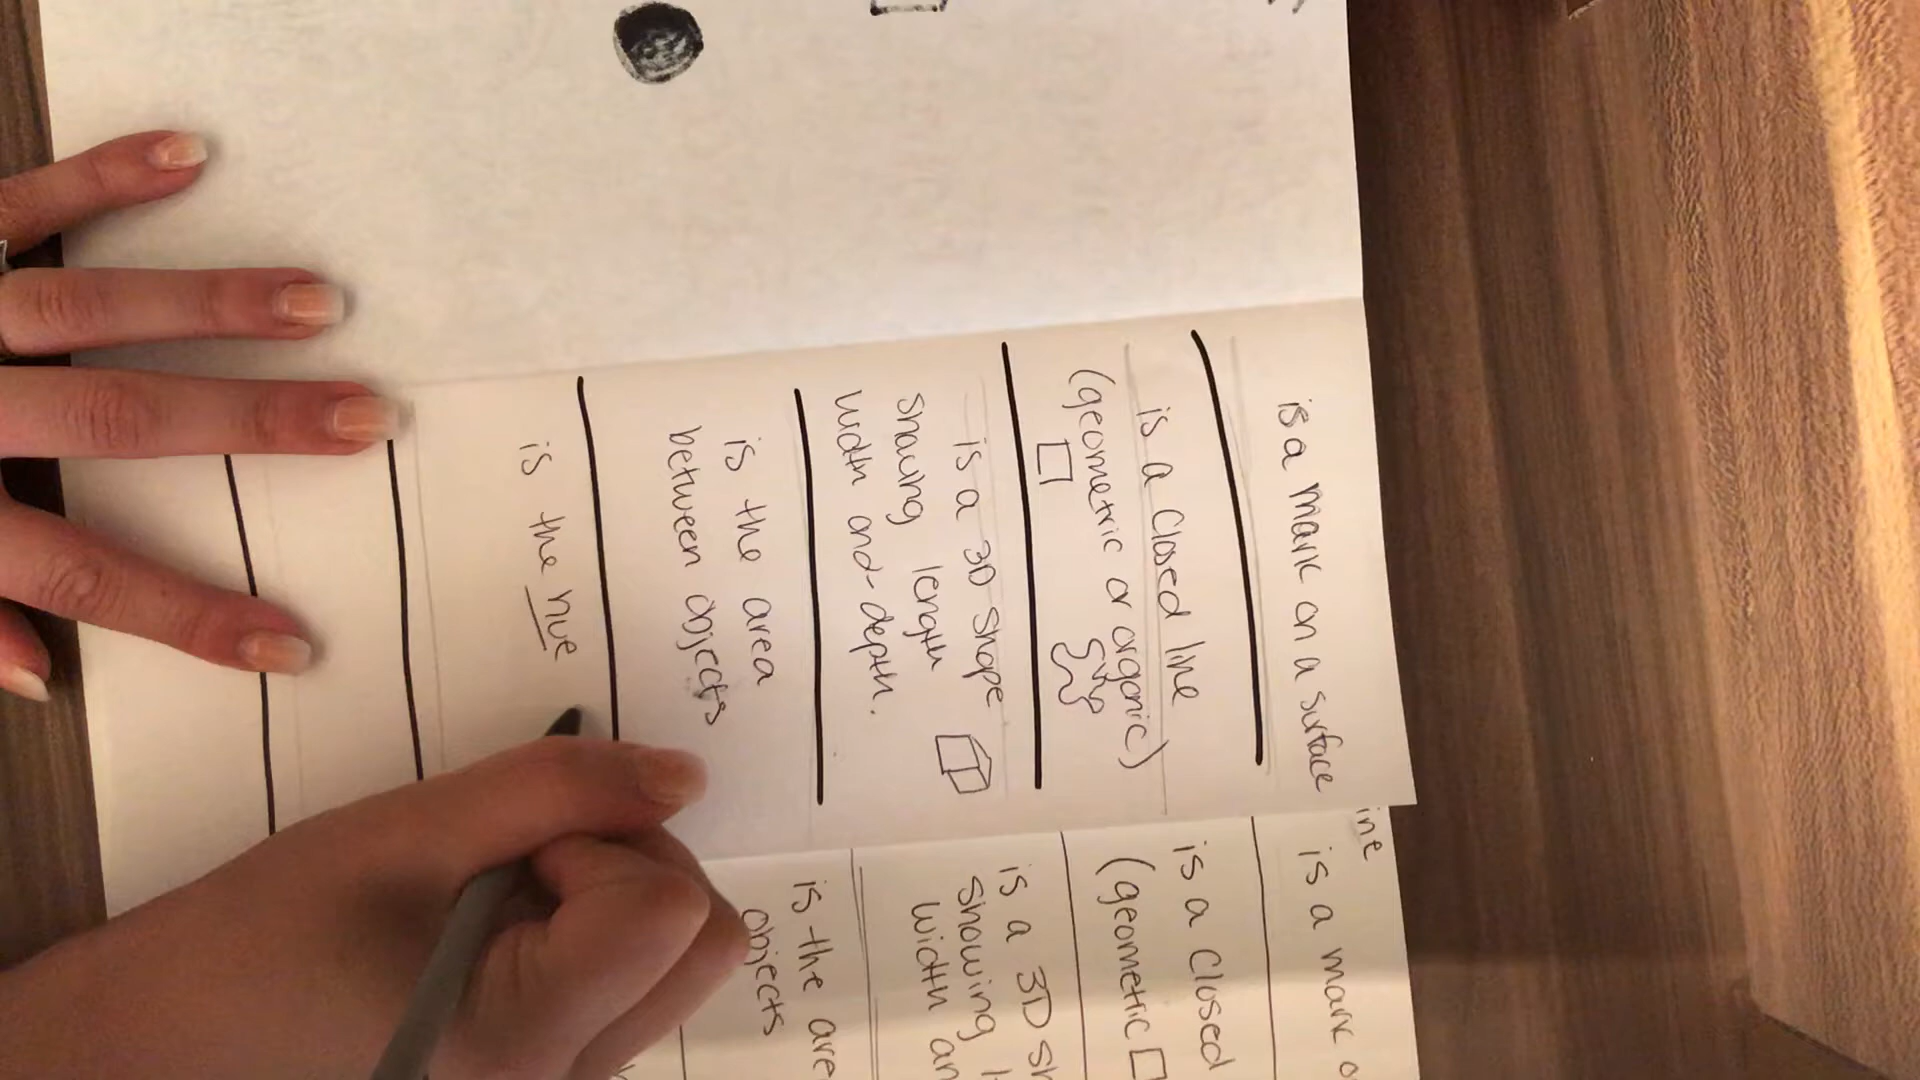 is a mark on a surface
is a closed line
(geometric or organic)
is a 3D shape
showing length
width and depth.
is the area
between objects
is the hue
ine
is a mark o
is a closed
(geometric
is a 3D sh
showing l
width an
is the are
objects